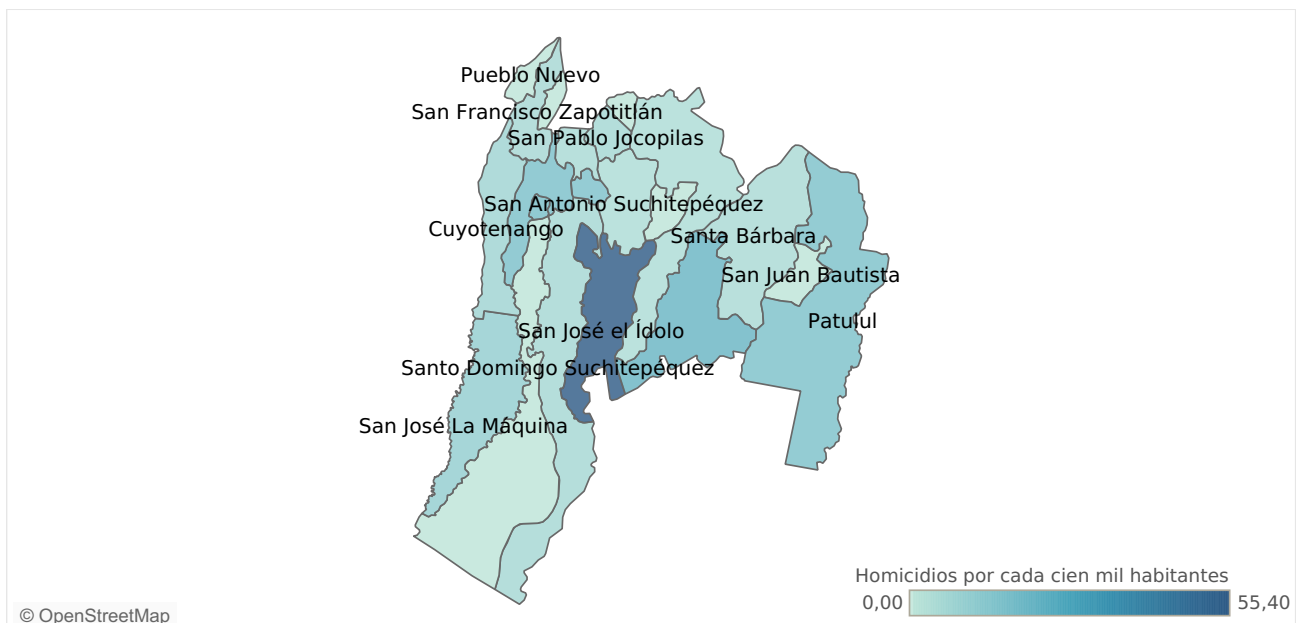 Pueblo Nuevo
San Francisco Zapotitlán
San Pablo Jocopilas
San Antonio Suchitepéquez
Cuyotenango
Santa Bárbara
San Juan Bautista
Patulul
San José el Ídolo
Santo Domingo Suchitepéquez
San José La Máquina
Homicidios por cada cien mil habitantes
0,00 55,40
© OpenStreetMap